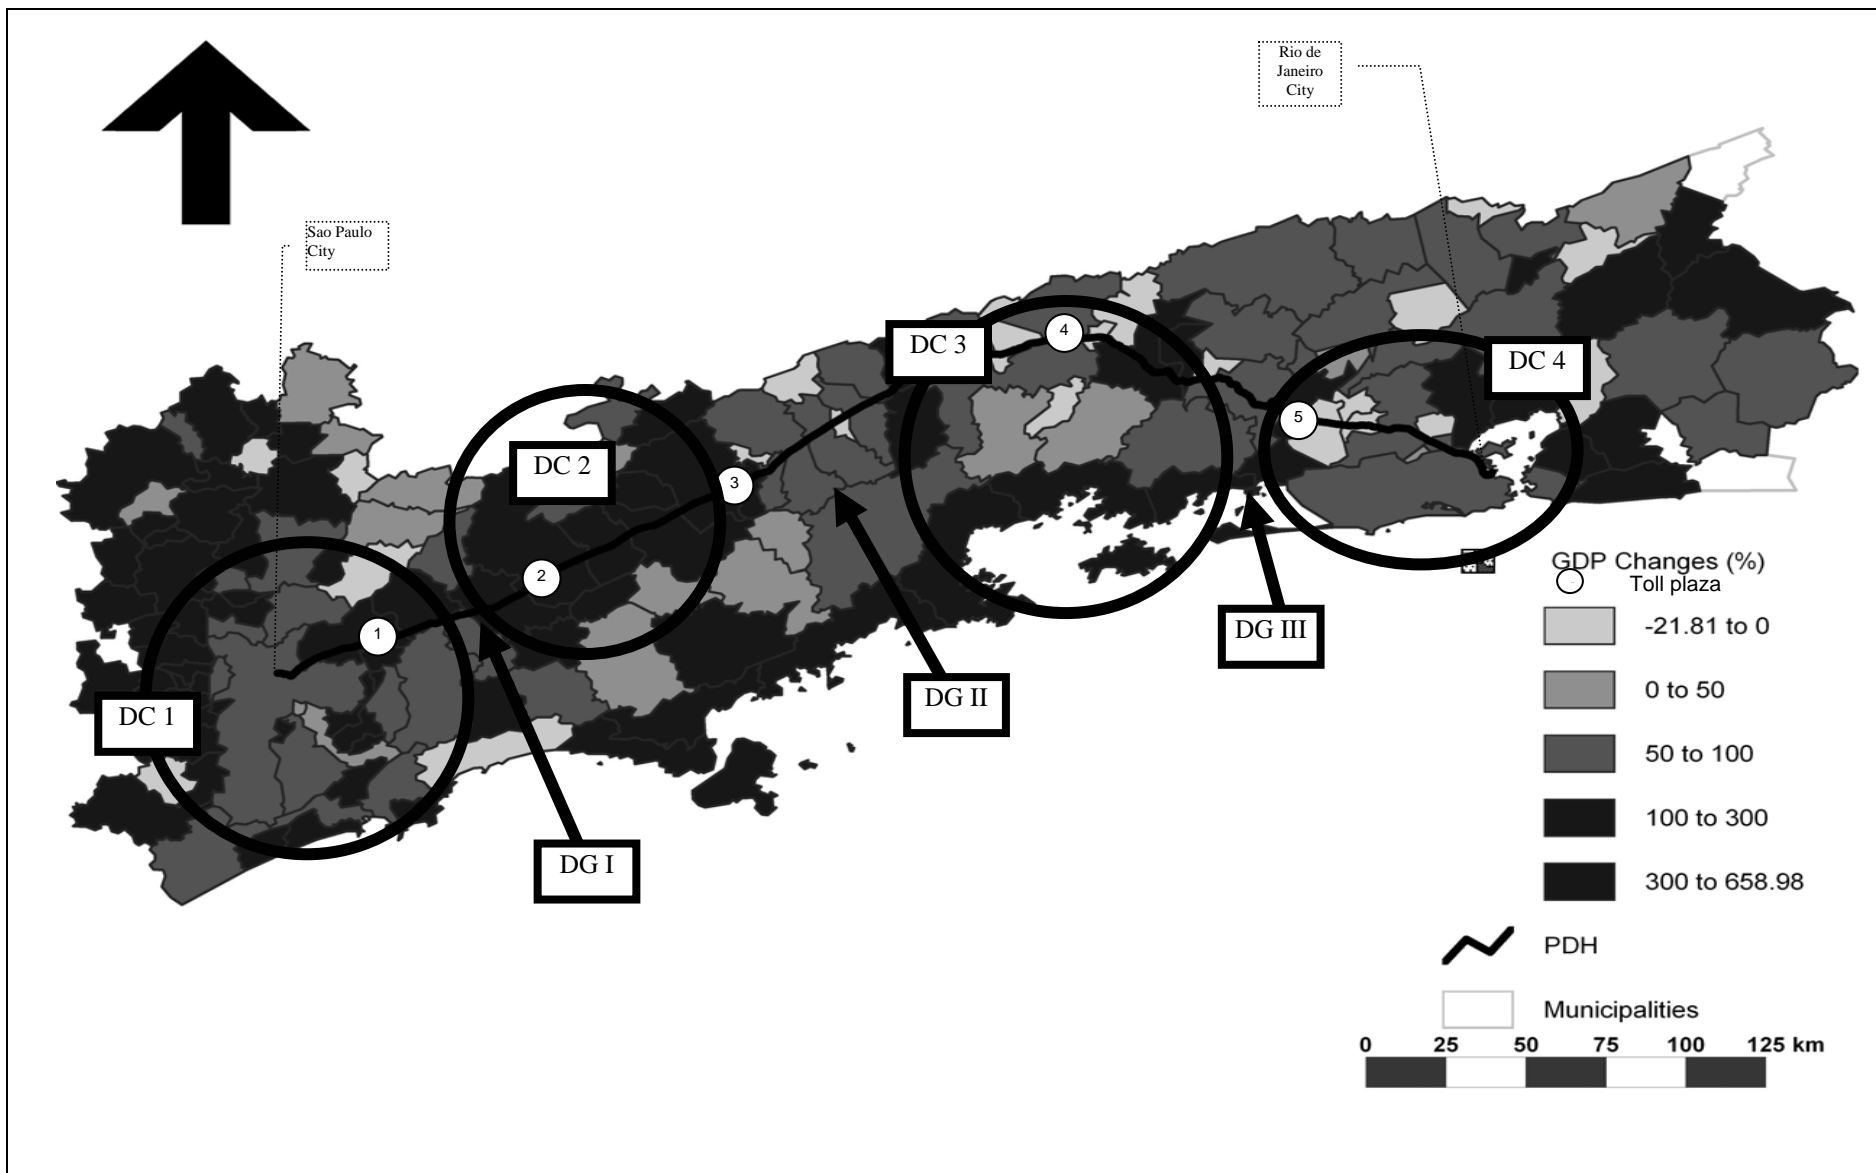 Rio de
Janeiro
City
Sao Paulo
City
4
DC 3
DC 4
5
DC 2
3
2
1
DC 1
DG III
DG II
DG I
GDP Changes (%)
Toll plaza
-21.81 to 0
0 to 50
50 to 100
100 to 300
300 to 658.98
PDH
Municipalities
0 25 50 75 100 125 km